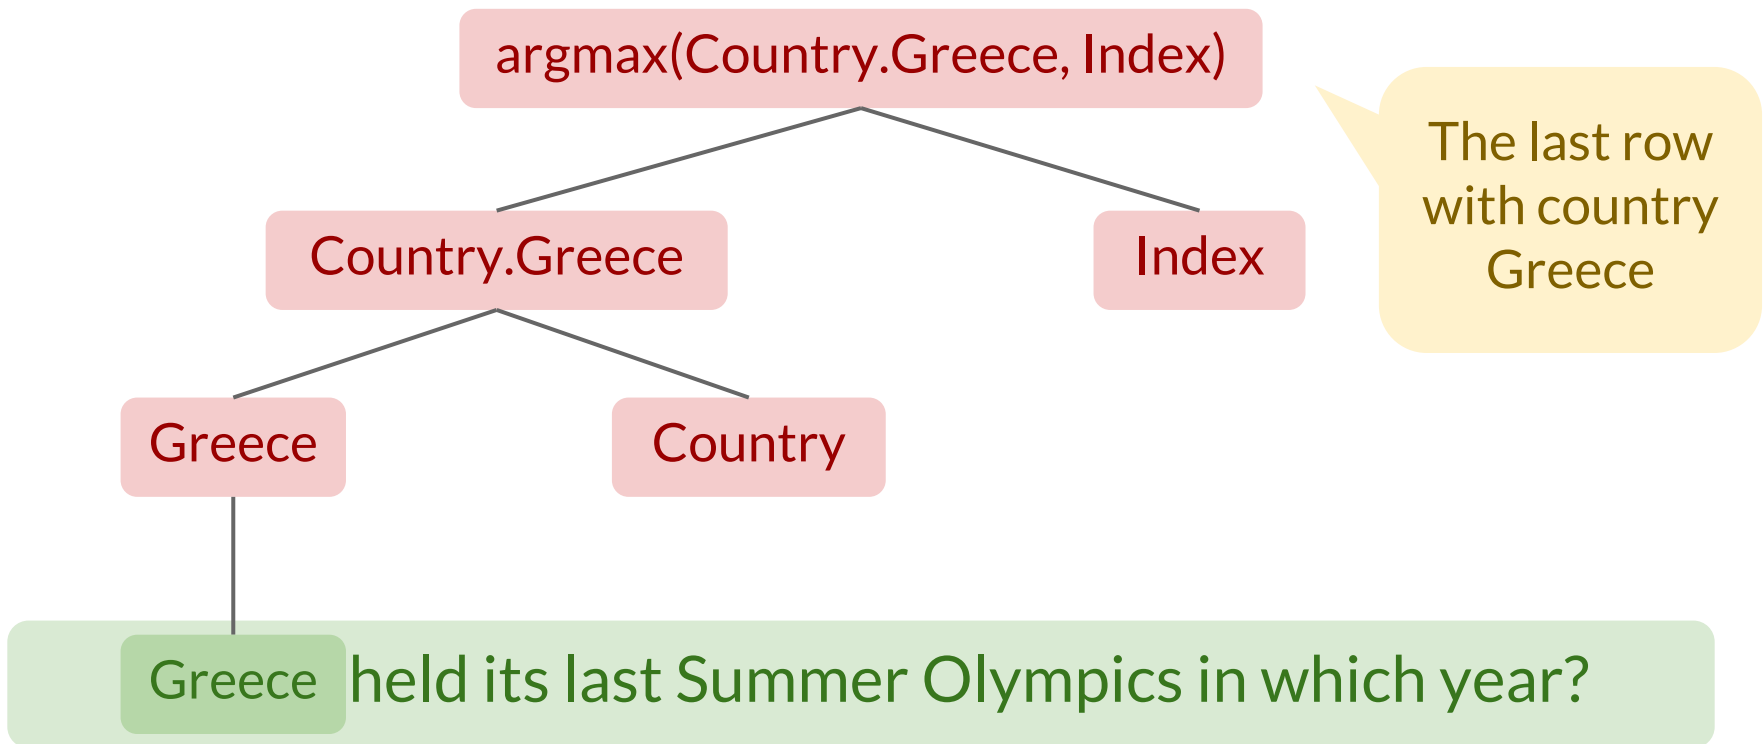 argmax(Country.Greece, Index)
The last row
with country
Greece
Country.Greece
Index
Greece
Country
Greece held its last Summer Olympics in which year?